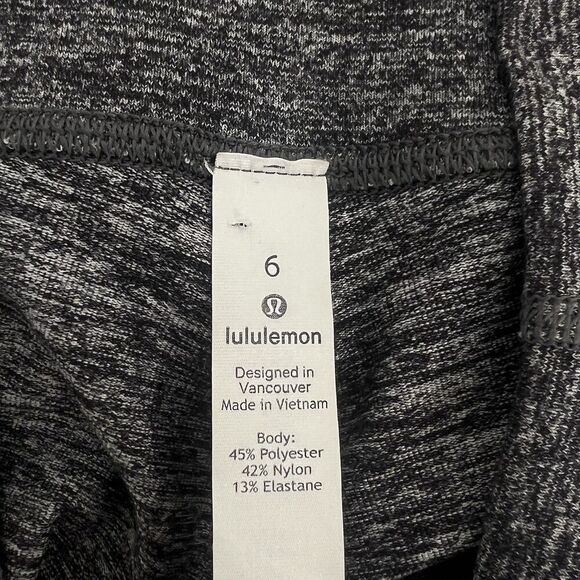 6
lululemon
Designed in
Vancouver
Made in Vietnam
Body:
45% Polyester
42% Nylon
13% Elastane